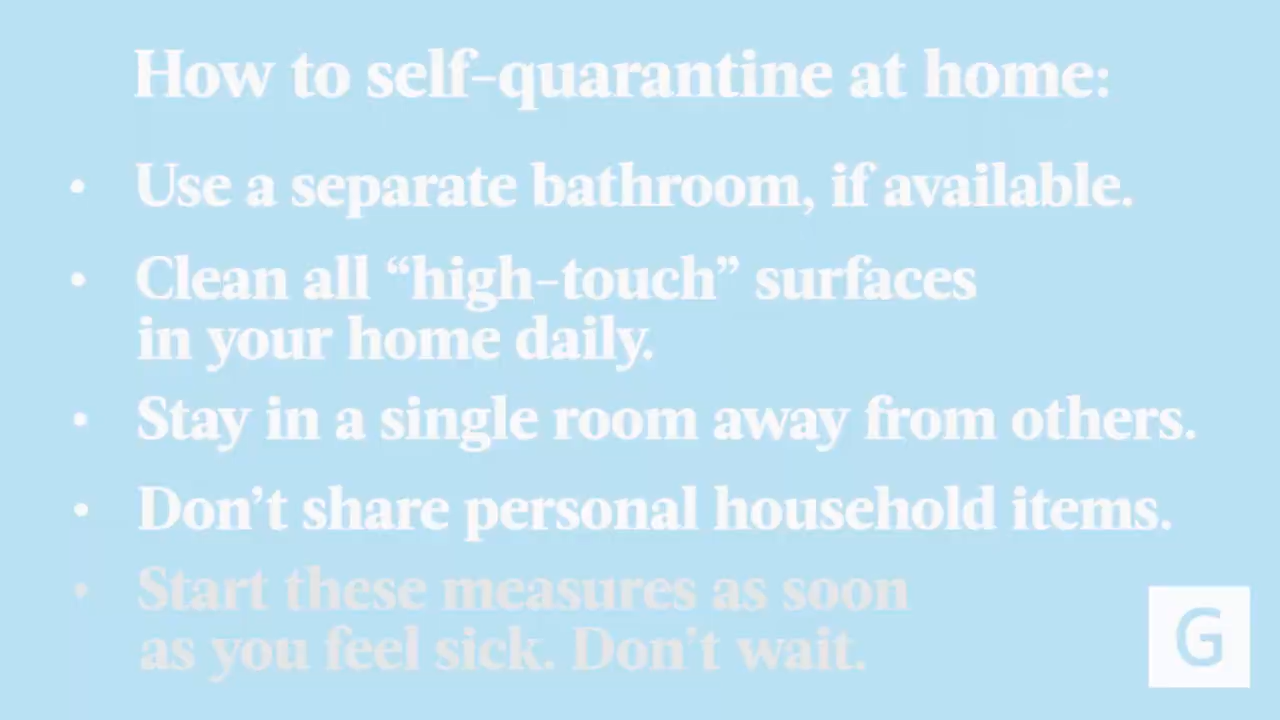 How to self-quarantine at home:
• Use a separate bathroom, if available.
• Clean all “high-touch” surfaces
in your home daily.
• Stay in a single room away from others.
• Don’t share personal household items.
• Start these measures as soon
as you feel sick. Don’t wait.
G